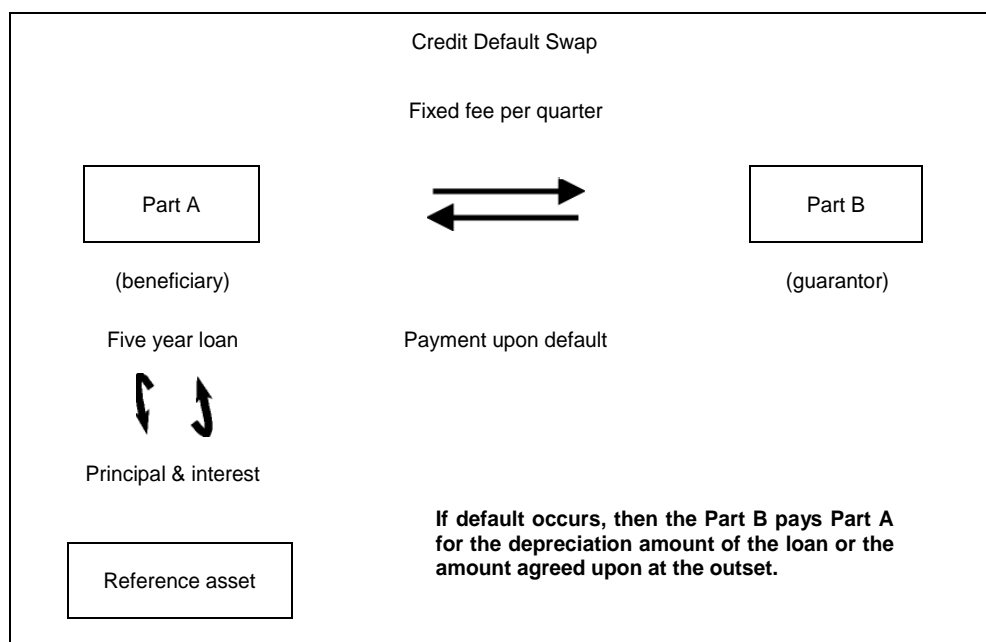 Credit Default Swap
Fixed fee per quarter
Part A
Part B
(beneficiary)
(guarantor)
Five year loan
Payment upon default
Principal & interest
If default occurs, then the Part B pays Part A
for the depreciation amount of the loan or the
amount agreed upon at the outset.
Reference asset